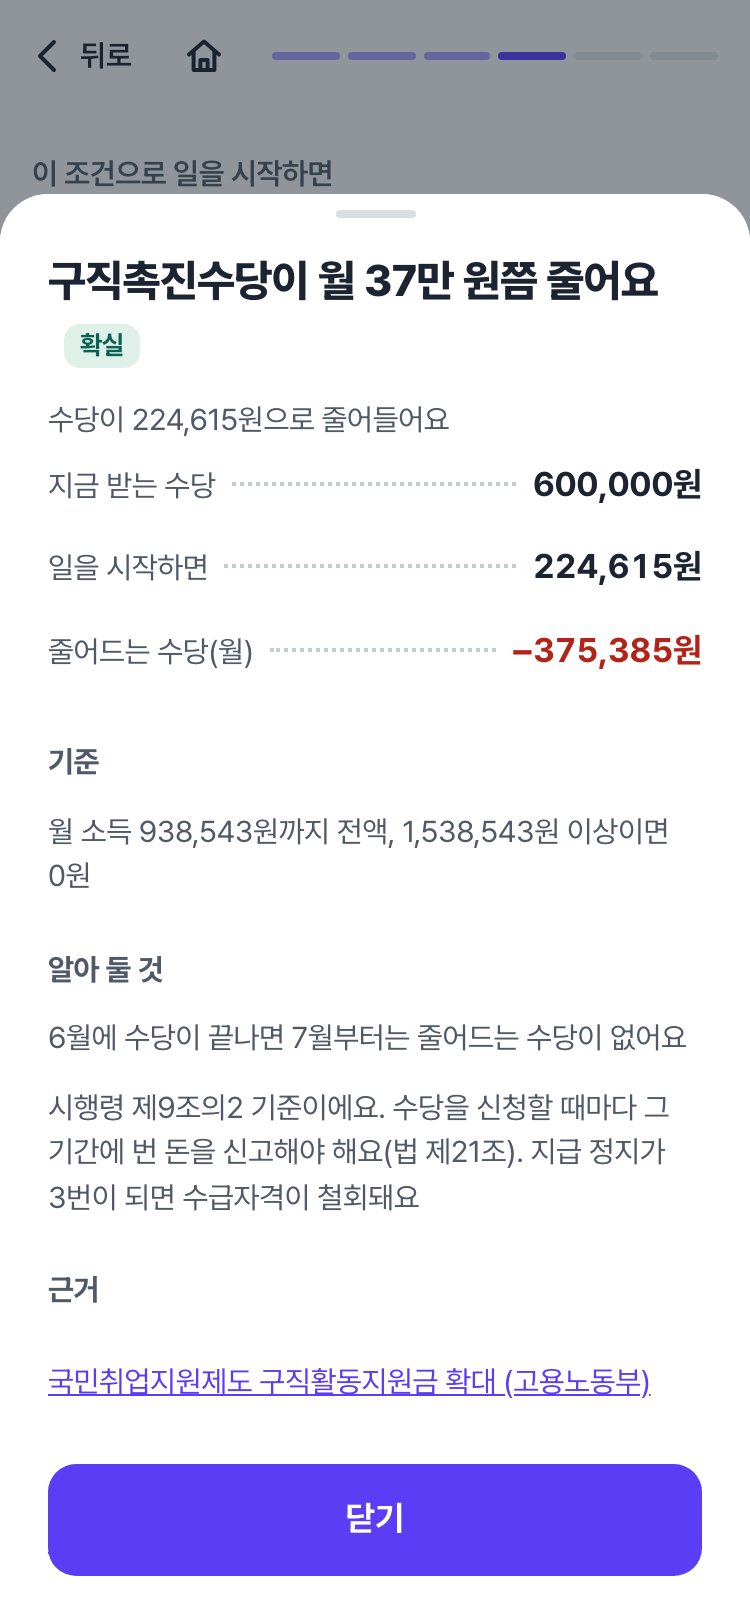 뒤로
이 조건으로 일을 시작하면
구직촉진수당이 월 37만 원쯤 줄어요
확실
수당이 224,615원으로 줄어들어요
지금 받는 수당 600,000원
일을 시작하면 224,615원
줄어드는 수당(월) –375,385원
기준
월 소득 938,543원까지 전액, 1,538,543원 이상이면
0원
알아 둘 것
6월에 수당이 끝나면 7월부터는 줄어드는 수당이 없어요
시행령 제9조의2 기준이에요. 수당을 신청할 때마다 그
기간에 번 돈을 신고해야 해요(법 제21조). 지급 정지가
3번이 되면 수급자격이 철회돼요
근거
국민취업지원제도 구직활동지원금 확대 (고용노동부)
닫기